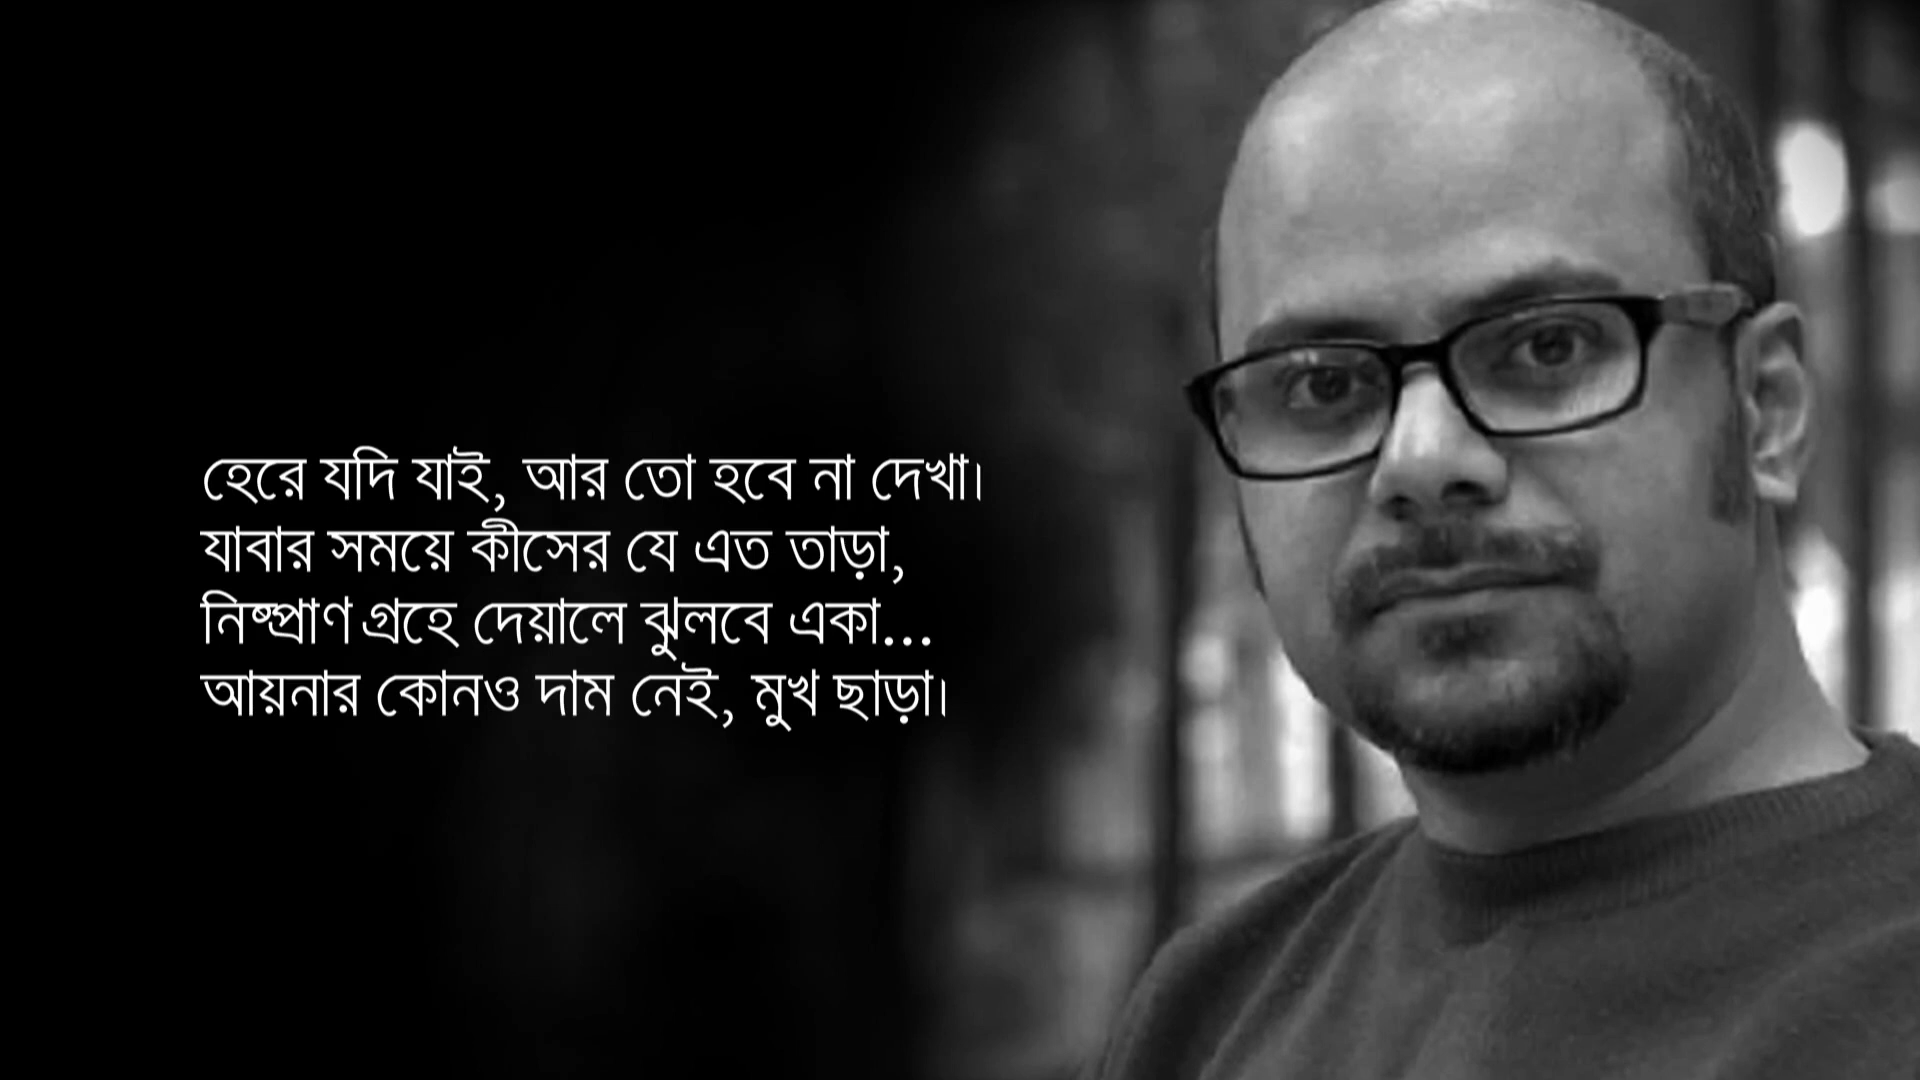 হেরে যদি যাই, আর তো হবে না দেখা।
যাবার সময়ে কীসের যে এত তাড়া,
নিষ্প্রাণ গ্রহে দেয়ালে ঝুলবে একা...
আয়নার কোনও দাম নেই, মুখ ছাড়া।